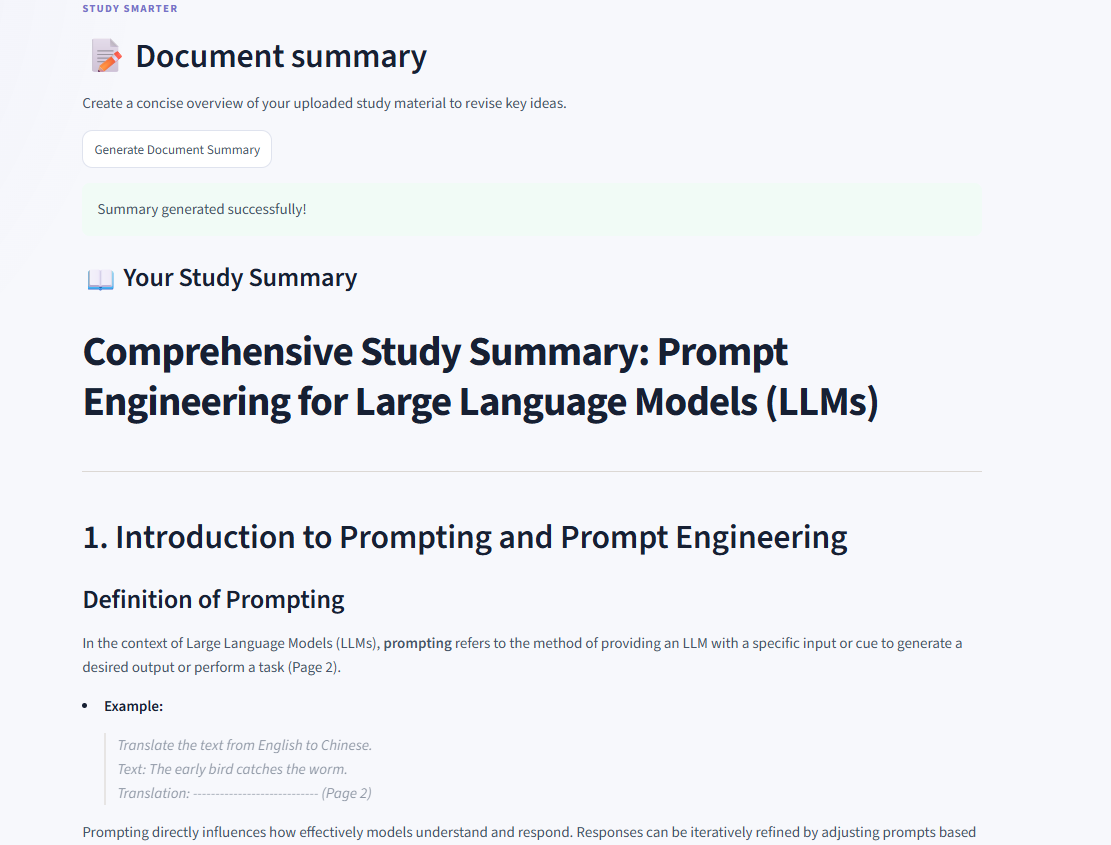 STUDY SMARTER
Document summary
Create a concise overview of your uploaded study material to revise key ideas.
Generate Document Summary
Summary generated successfully!
Your Study Summary
Comprehensive Study Summary: Prompt
Engineering for Large Language Models (LLMs)
1. Introduction to Prompting and Prompt Engineering
Definition of Prompting
In the context of Large Language Models (LLMs), prompting refers to the method of providing an LLM with a specific input or cue to generate a
desired output or perform a task (Page 2).
• Example:
Translate the text from English to Chinese.
Text: The early bird catches the worm.
Translation: ---------------------------- (Page 2)
Prompting directly influences how effectively models understand and respond. Responses can be iteratively refined by adjusting prompts based